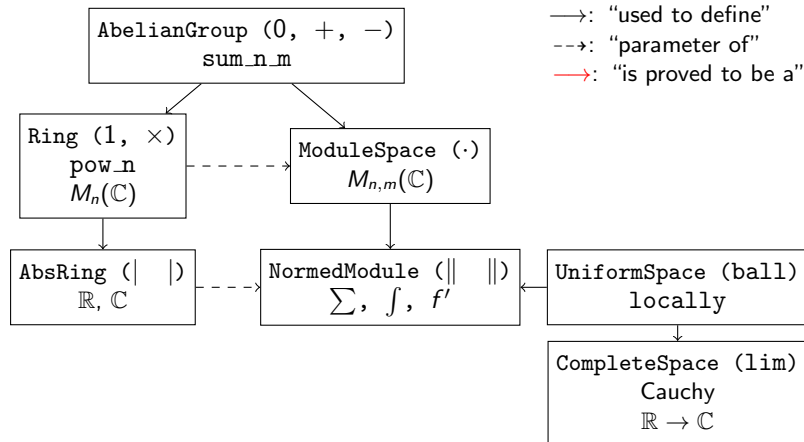 AbelianGroup (0, +, −)
sum_n_m
⟶: “used to define”
⇢: “parameter of”
⟶: “is proved to be a”
Ring (1, ×)
pow_n
Mₙ(ℂ)
ModuleSpace (·)
Mₙ,ₘ(ℂ)
AbsRing (| |)
ℝ, ℂ
NormedModule (‖ ‖)
∑, ∫, f′
UniformSpace (ball)
locally
CompleteSpace (lim)
Cauchy
ℝ → ℂ